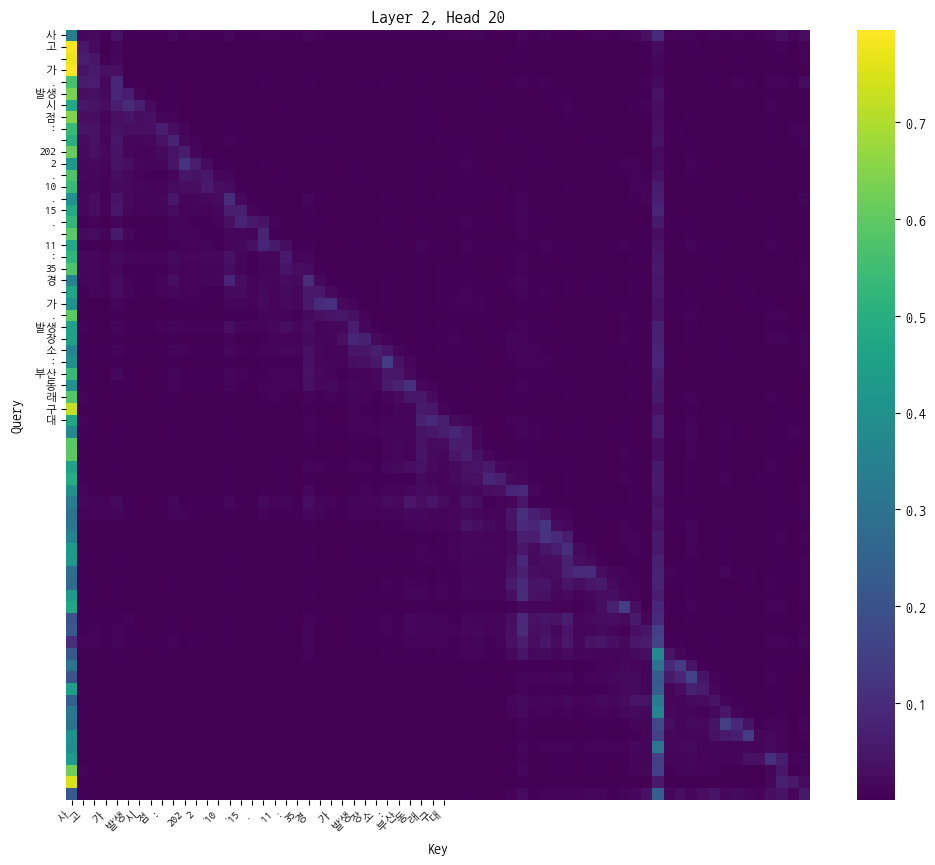 Layer 2, Head 20
사
고
가
.
발생
시
점
:
202
2
.
10
.
15
.
11
:
35
경
가
.
발생
장
소
:
부산
동
래
구
대
Query
사 고 가 발생 시 점 : 202 2 10 15 . 11 : 35 경 가 발생 장 소 : 부산 동 래 구 대
Key
0.7
0.6
0.5
0.4
0.3
0.2
0.1